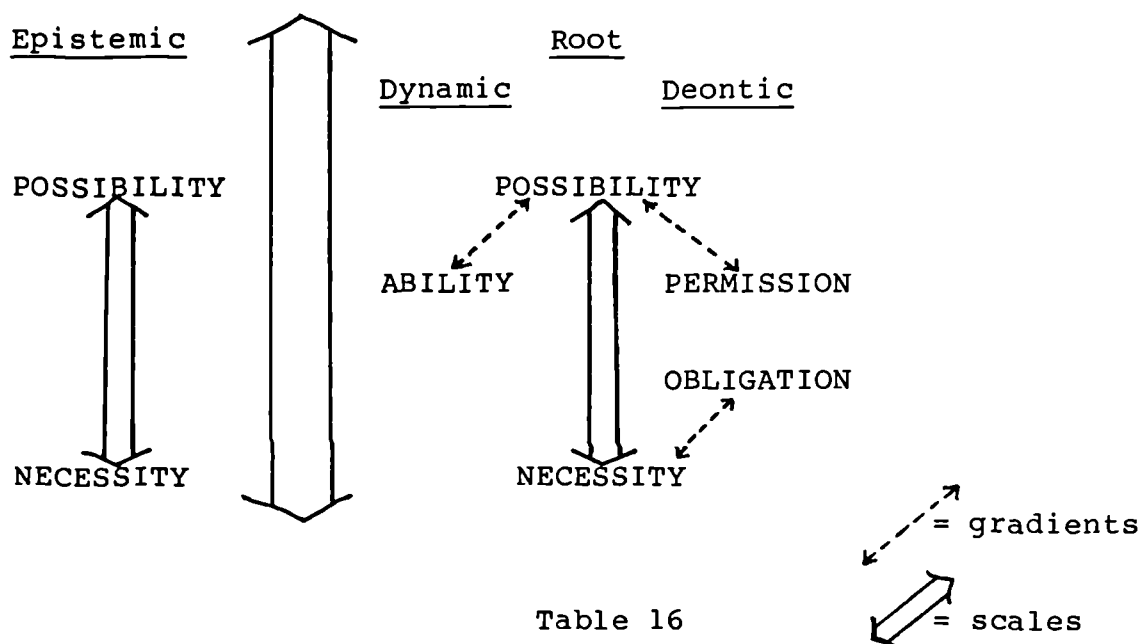 Epistemic Root
Dynamic Deontic
POSSIBILITY POSSIBILITY
ABILITY PERMISSION
OBLIGATION
NECESSITY NECESSITY
= gradients
Table 16 = scales